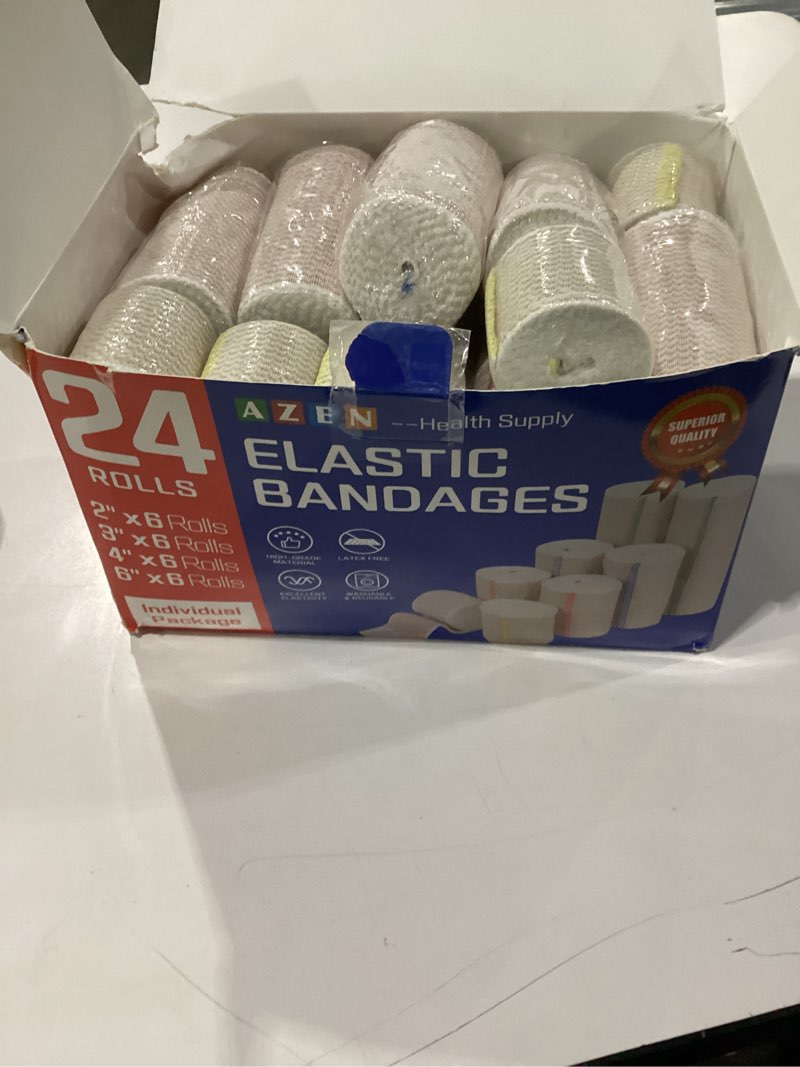 24
ROLLS
2" x 6 Rolls
3" x 6 Rolls
4" x 6 Rolls
6" x 6 Rolls
Individual
Package
AZEN --Health Supply
ELASTIC
BANDAGES
HIGH-GRADE
MATERIAL
LATEX FREE
EXCELLENT
ELASTICITY
WASHABLE
& REUSABLE
SUPERIOR
QUALITY